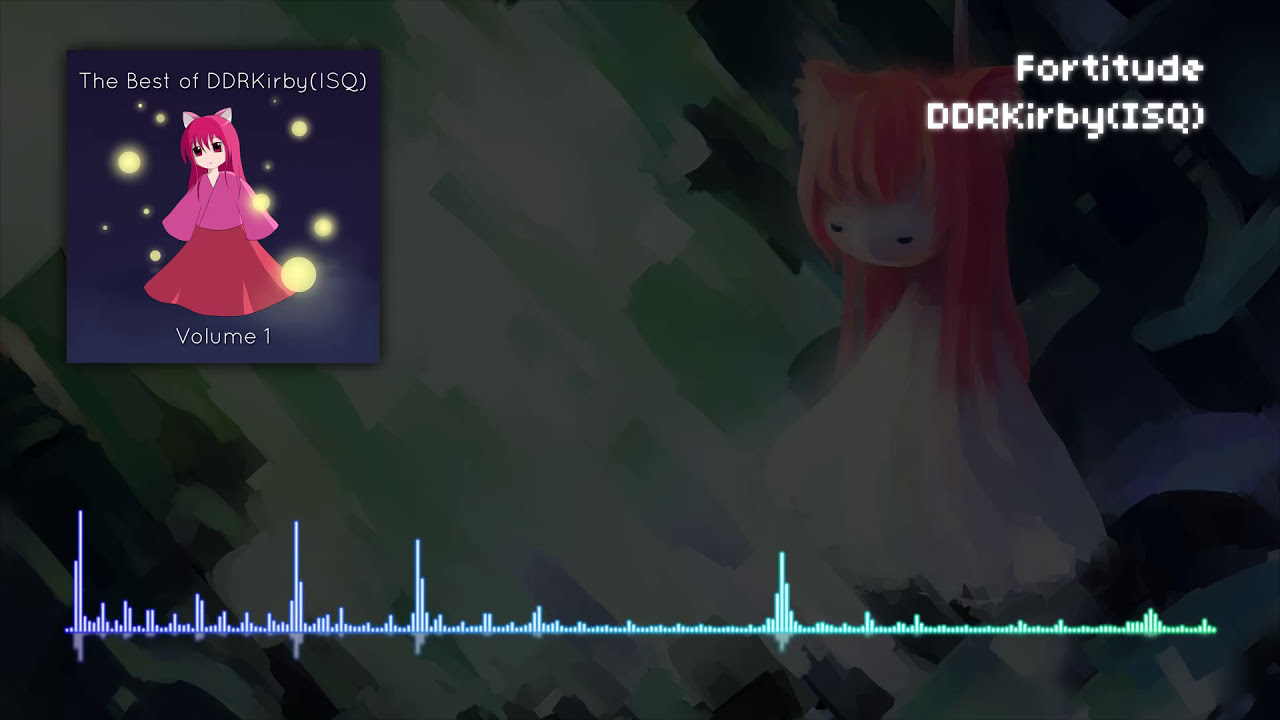 The Best of DDRKirby(ISQ)
Volume 1
Fortitude
DDRKirby(ISQ)